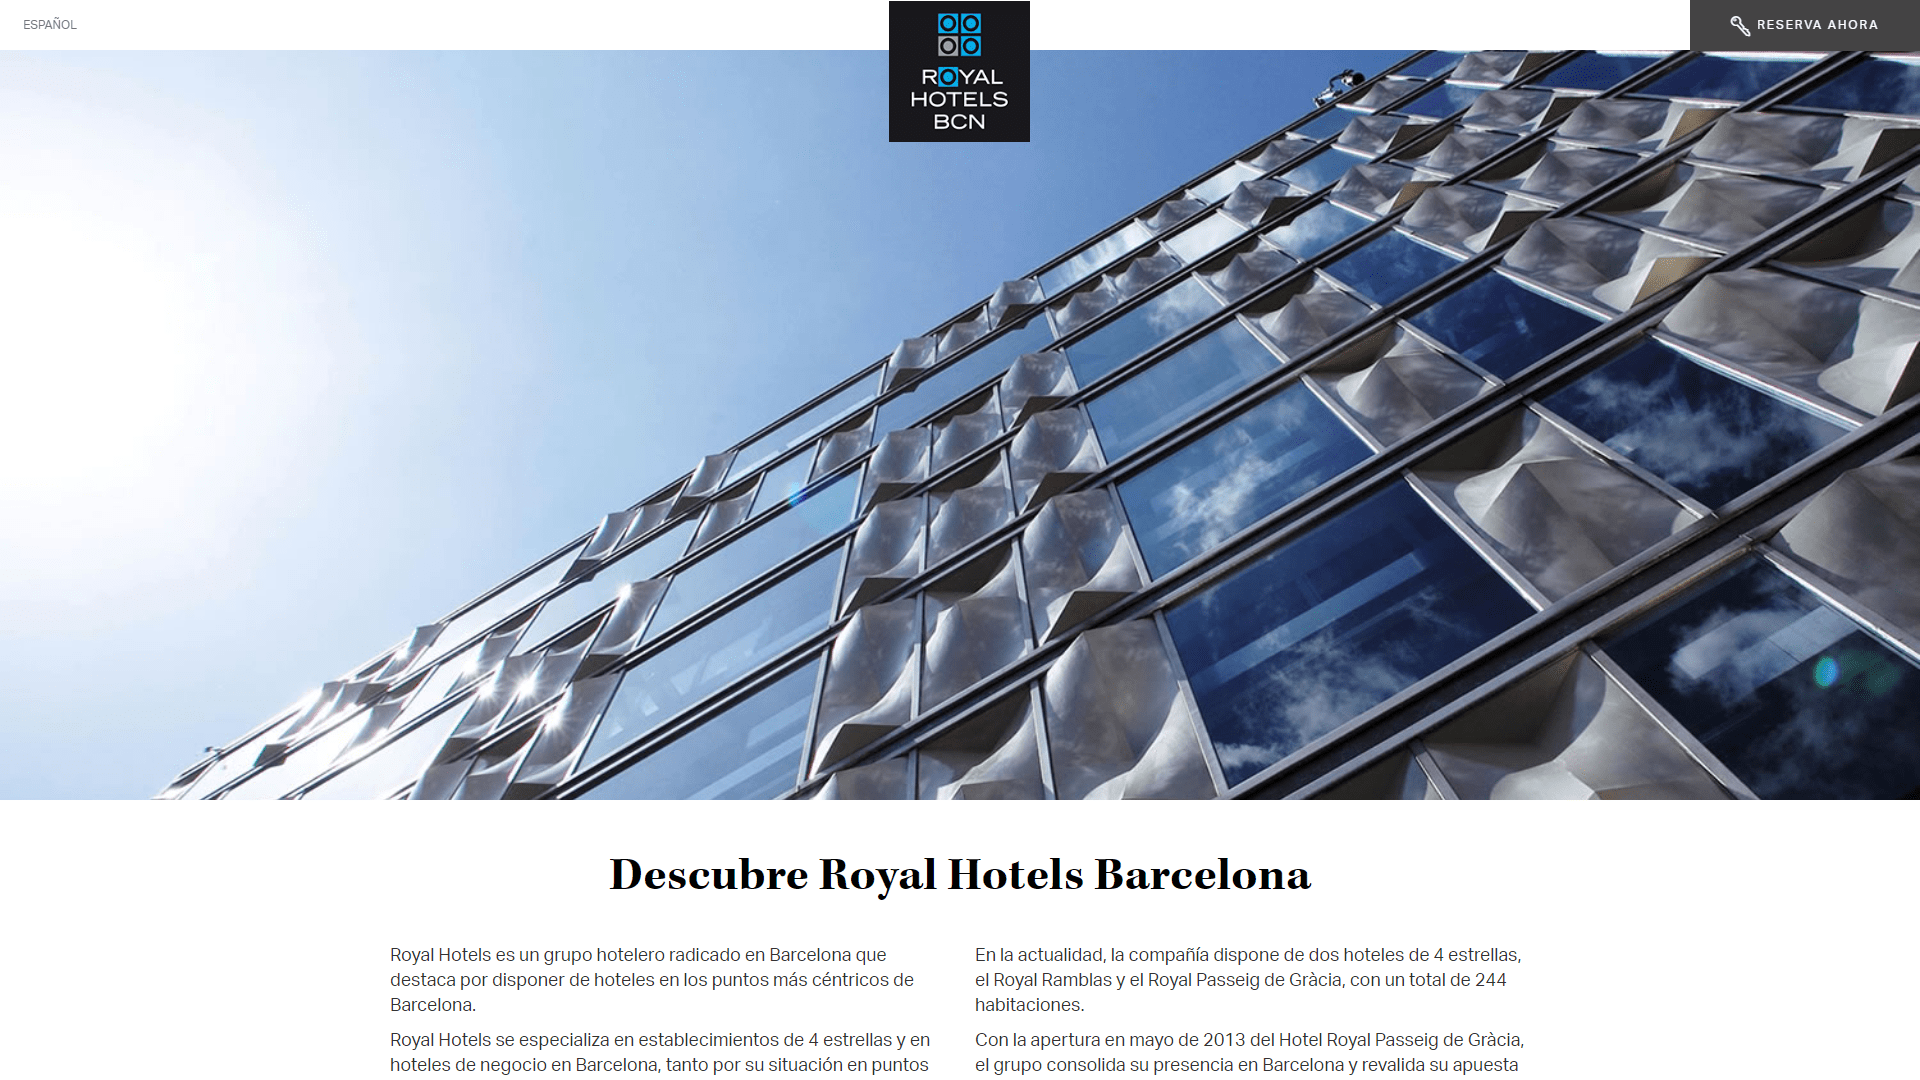 ESPAÑOL
ROYAL
HOTELS
BCN
RESERVA AHORA
Descubre Royal Hotels Barcelona
Royal Hotels es un grupo hotelero radicado en Barcelona que
destaca por disponer de hoteles en los puntos más céntricos de
Barcelona.
Royal Hotels se especializa en establecimientos de 4 estrellas y en
hoteles de negocio en Barcelona, tanto por su situación en puntos
En la actualidad, la compañía dispone de dos hoteles de 4 estrellas,
el Royal Ramblas y el Royal Passeig de Gràcia, con un total de 244
habitaciones.
Con la apertura en mayo de 2013 del Hotel Royal Passeig de Gràcia,
el grupo consolida su presencia en Barcelona y revalida su apuesta